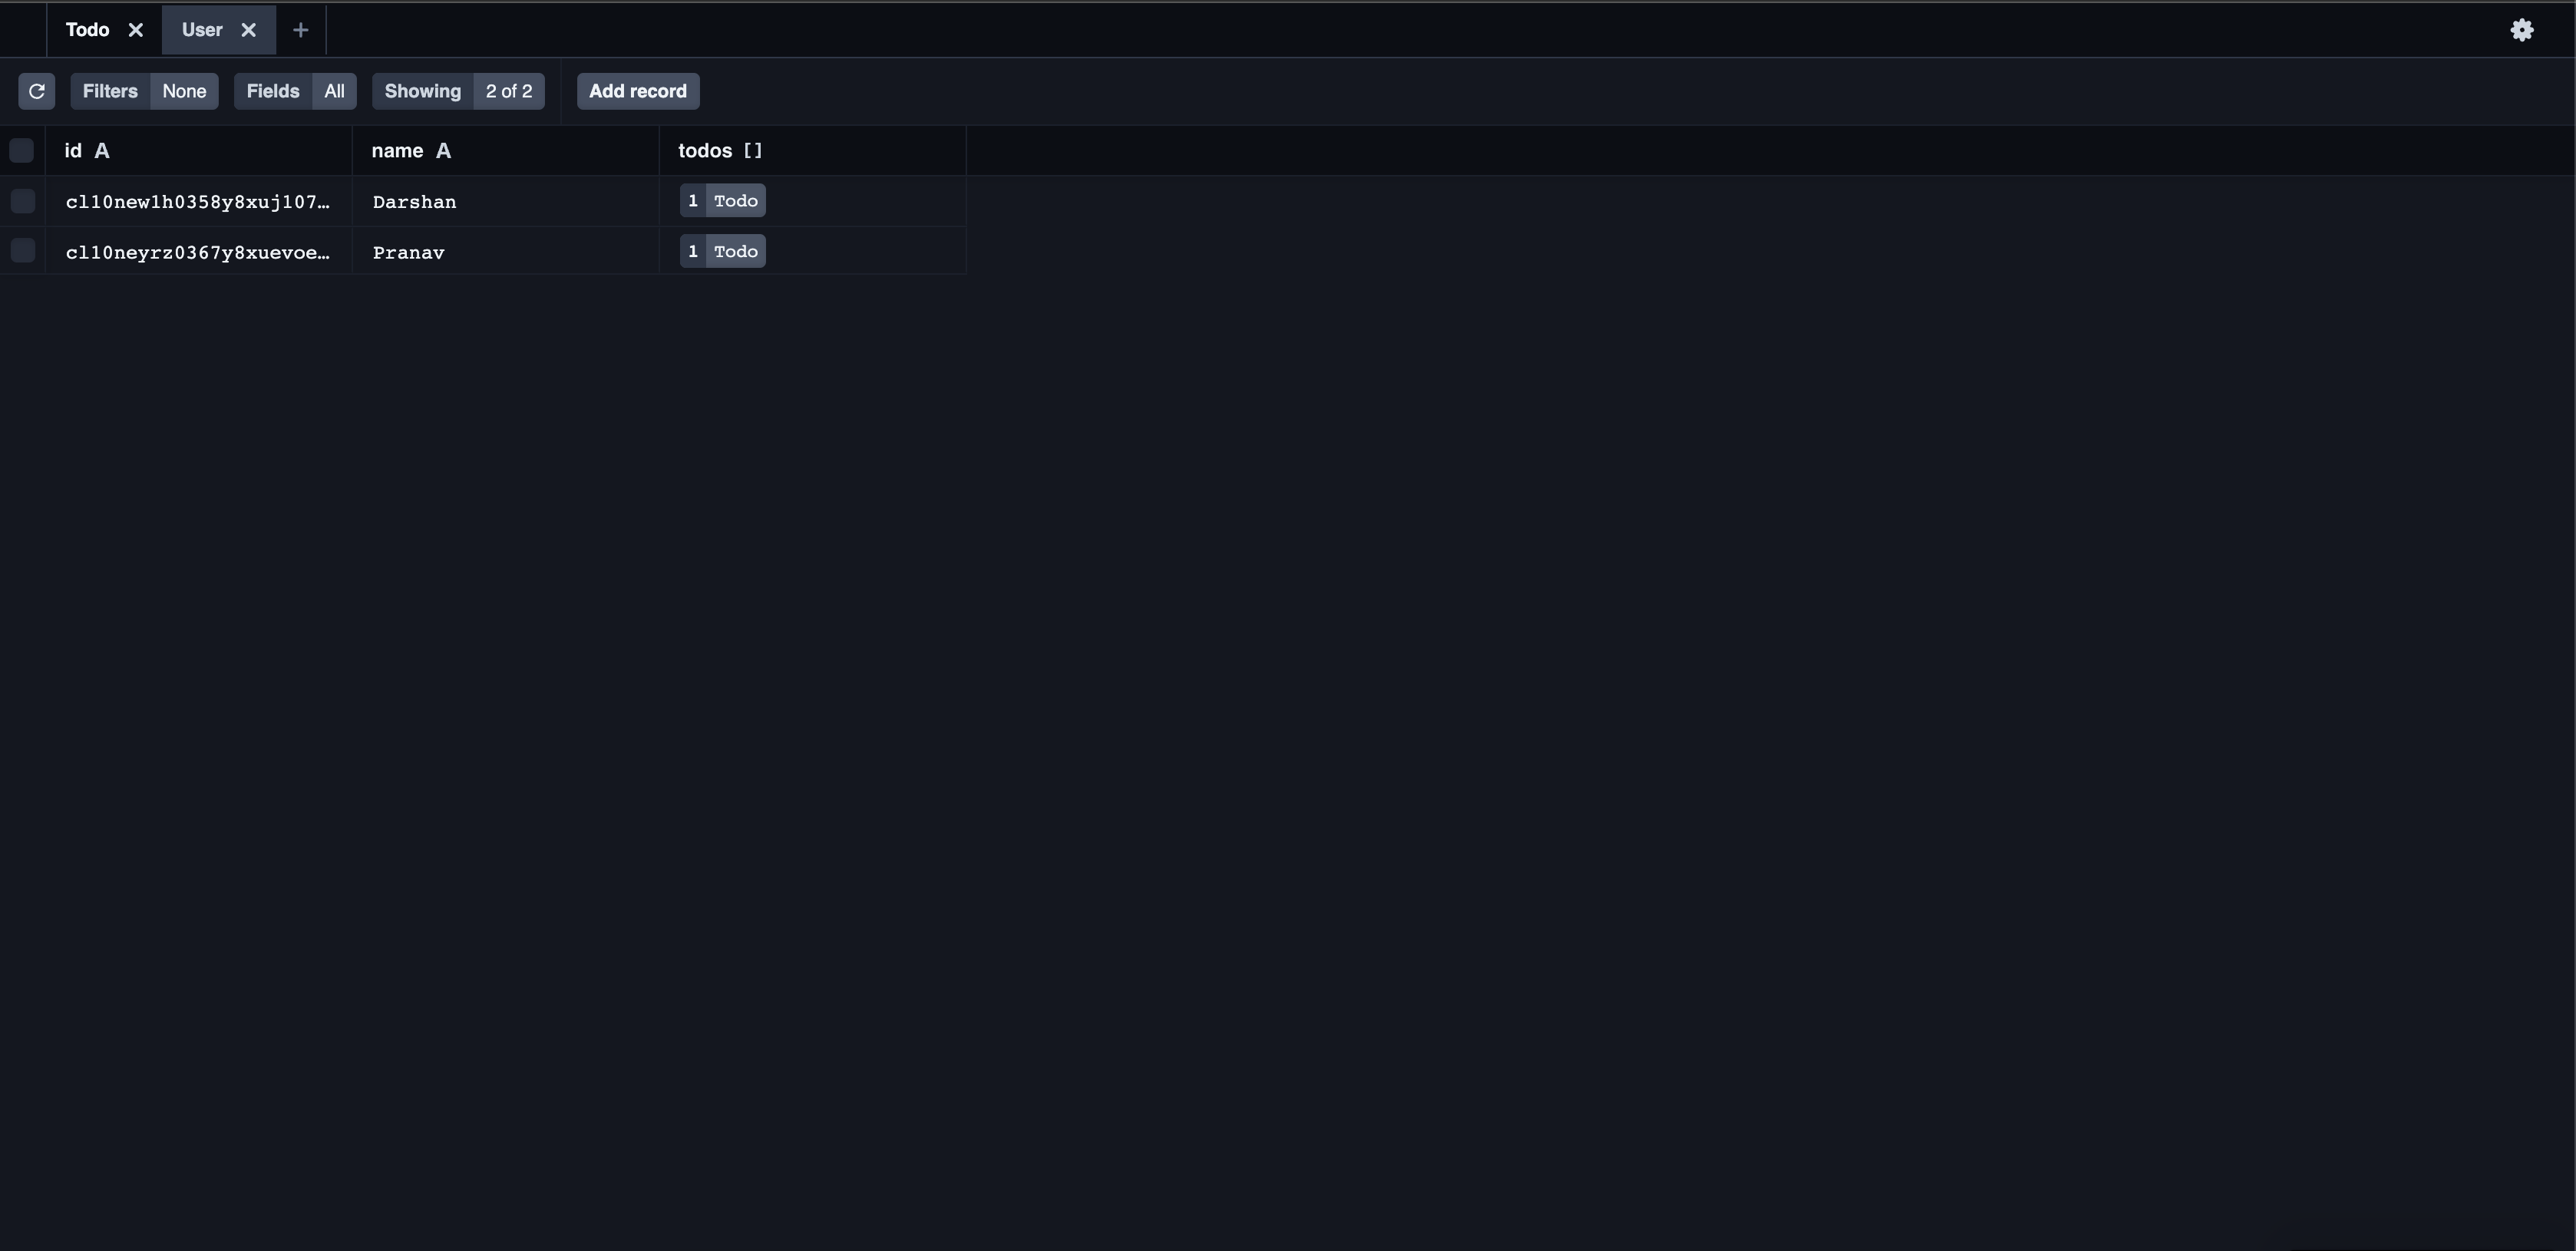 Todo ✕ User ✕ +
Filters None Fields All Showing 2 of 2 Add record
id A name A todos []
cl10new1h0358y8xuj107… Darshan 1 Todo
cl10neyrz0367y8xuevoe… Pranav 1 Todo